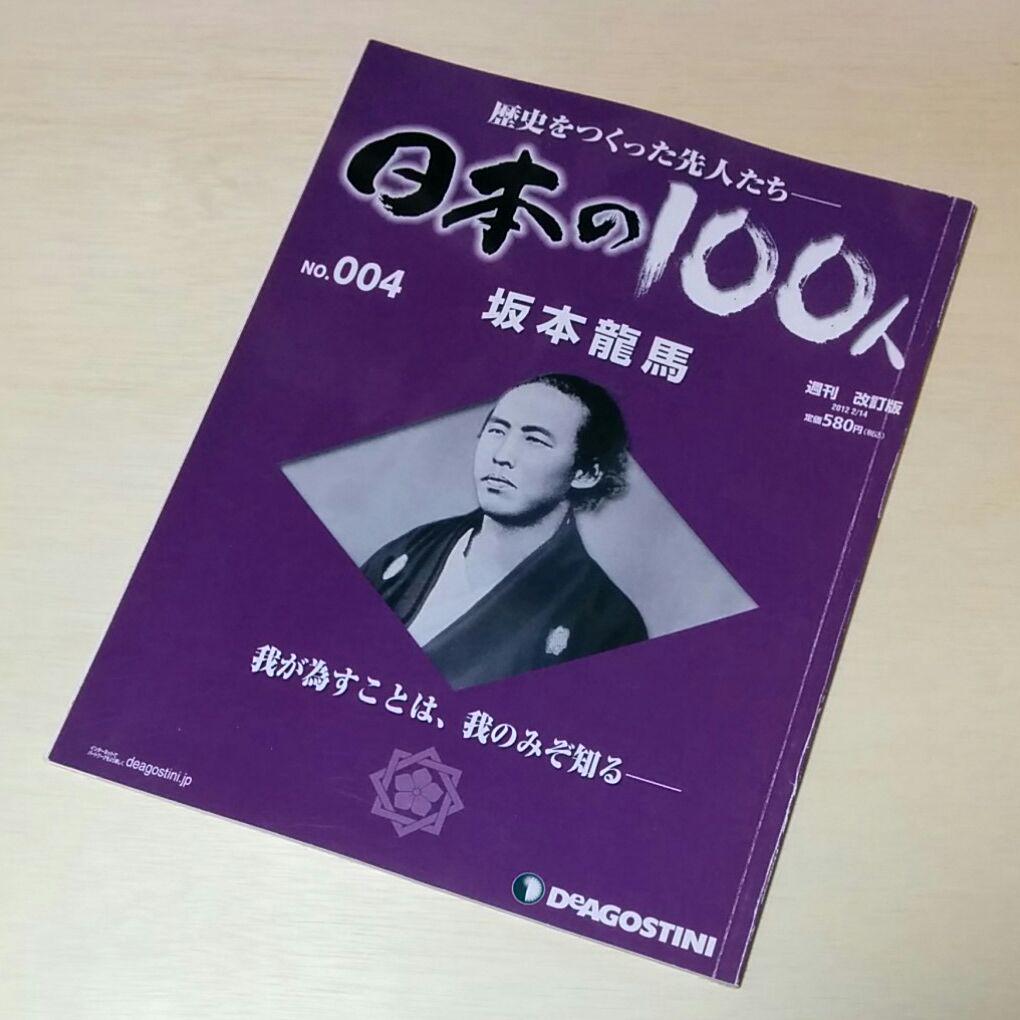 歴史をつくった先人たち──
日本の100人
NO.004
坂本龍馬
週刊 改訂版
2012 2/14
定価580円(税込)
我が為すことは、我のみぞ知る──
deagostini.jp
DEAGOSTINI